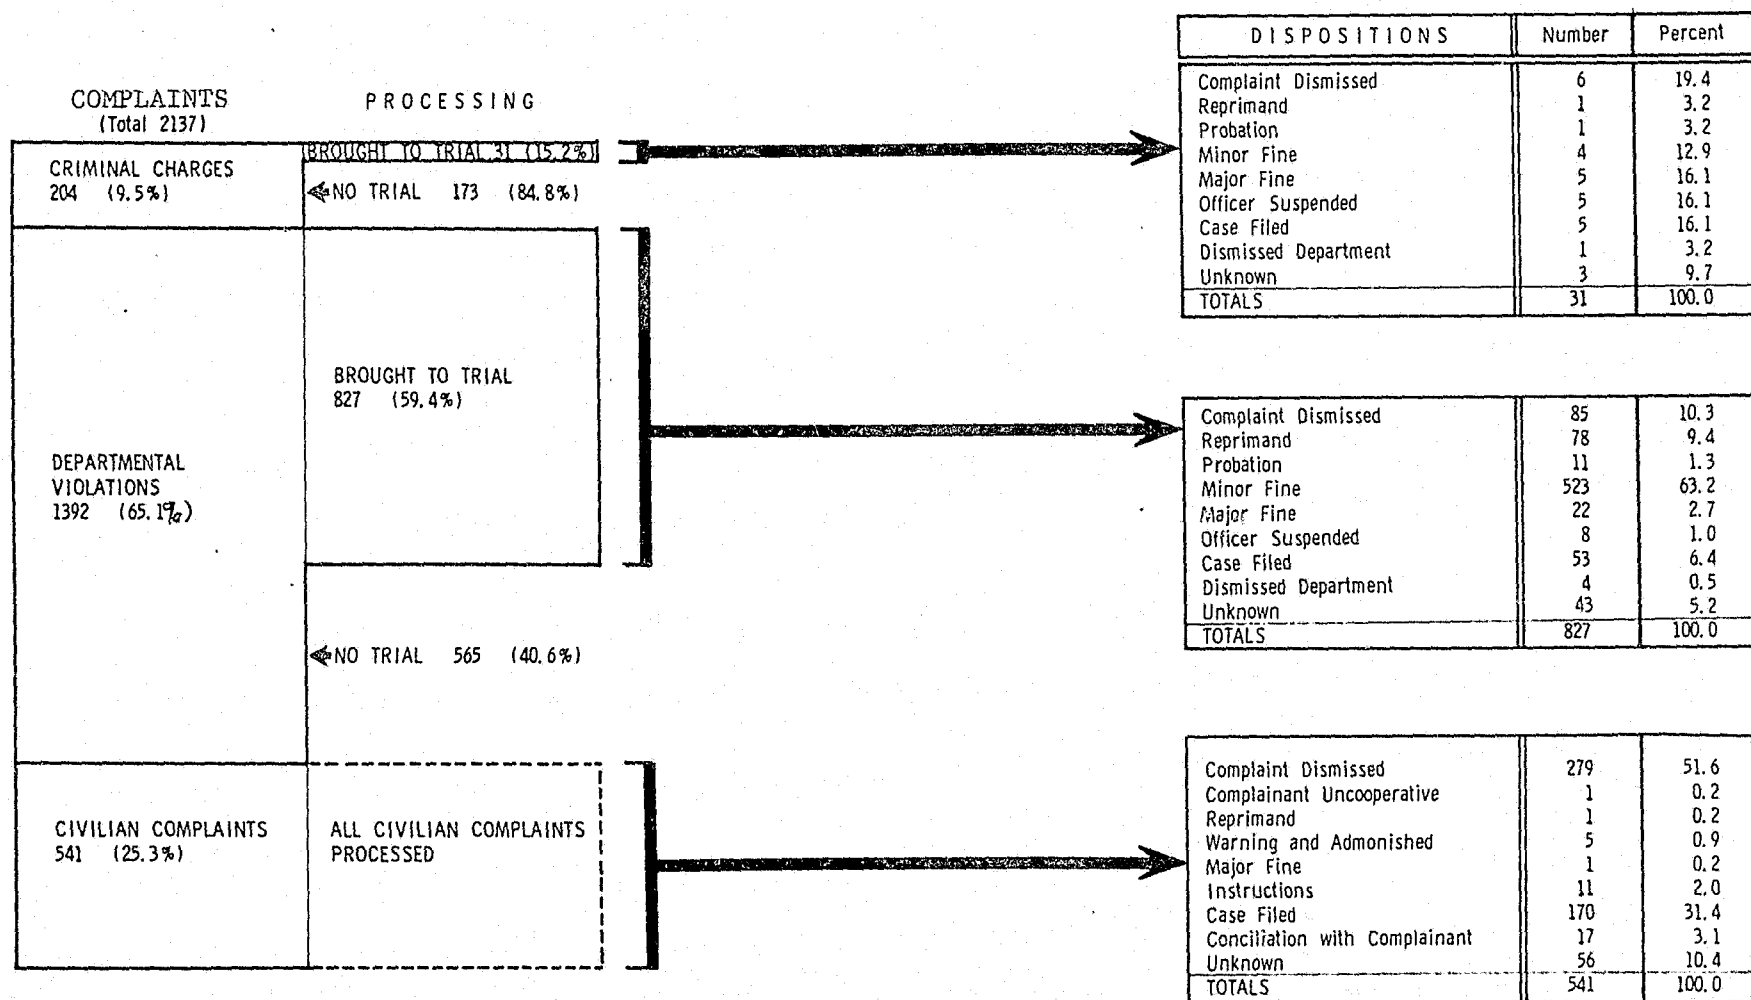 COMPLAINTS
(Total 2137)
PROCESSING
CRIMINAL CHARGES
204 (9.5%)
BROUGHT TO TRIAL 31 (15.2%)
NO TRIAL 173 (84.8%)
DEPARTMENTAL
VIOLATIONS
1392 (65.1%)
BROUGHT TO TRIAL
827 (59.4%)
NO TRIAL 565 (40.6%)
CIVILIAN COMPLAINTS
541 (25.3%)
ALL CIVILIAN COMPLAINTS
PROCESSED
DISPOSITIONS Number Percent
Complaint Dismissed 6 19.4
Reprimand 1 3.2
Probation 1 3.2
Minor Fine 4 12.9
Major Fine 5 16.1
Officer Suspended 5 16.1
Case Filed 5 16.1
Dismissed Department 1 3.2
Unknown 3 9.7
TOTALS 31 100.0
Complaint Dismissed 85 10.3
Reprimand 78 9.4
Probation 11 1.3
Minor Fine 523 63.2
Major Fine 22 2.7
Officer Suspended 8 1.0
Case Filed 53 6.4
Dismissed Department 4 0.5
Unknown 43 5.2
TOTALS 827 100.0
Complaint Dismissed 279 51.6
Complainant Uncooperative 1 0.2
Reprimand 1 0.2
Warning and Admonished 5 0.9
Major Fine 1 0.2
Instructions 11 2.0
Case Filed 170 31.4
Conciliation with Complainant 17 3.1
Unknown 56 10.4
TOTALS 541 100.0